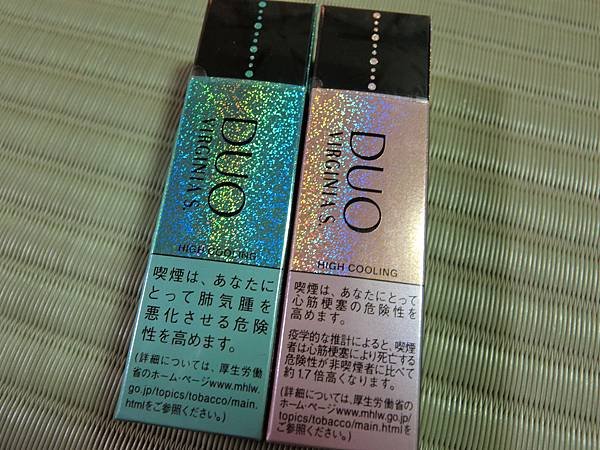 DUO
VIRGINIA S.
HIGH COOLING
喫煙は、あなたに
とって肺気腫を
悪化させる危険
性を高めます。
(詳細については、厚生労働
省のホーム・ページwww.mhlw.
go.jp/topics/tobacco/main.
htmlをご参照ください。)
DUO
VIRGINIA S.
HIGH COOLING
喫煙は、あなたにとって
心筋梗塞の危険性を
高めます。
疫学的な推計によると、喫煙
者は心筋梗塞により死亡する
危険性が非喫煙者に比べて
約1.7倍高くなります。
(詳細については、厚生労働省の
ホーム・ページwww.mhlw.go.jp/
topics/tobacco/main.htmlを
ご参照ください。)